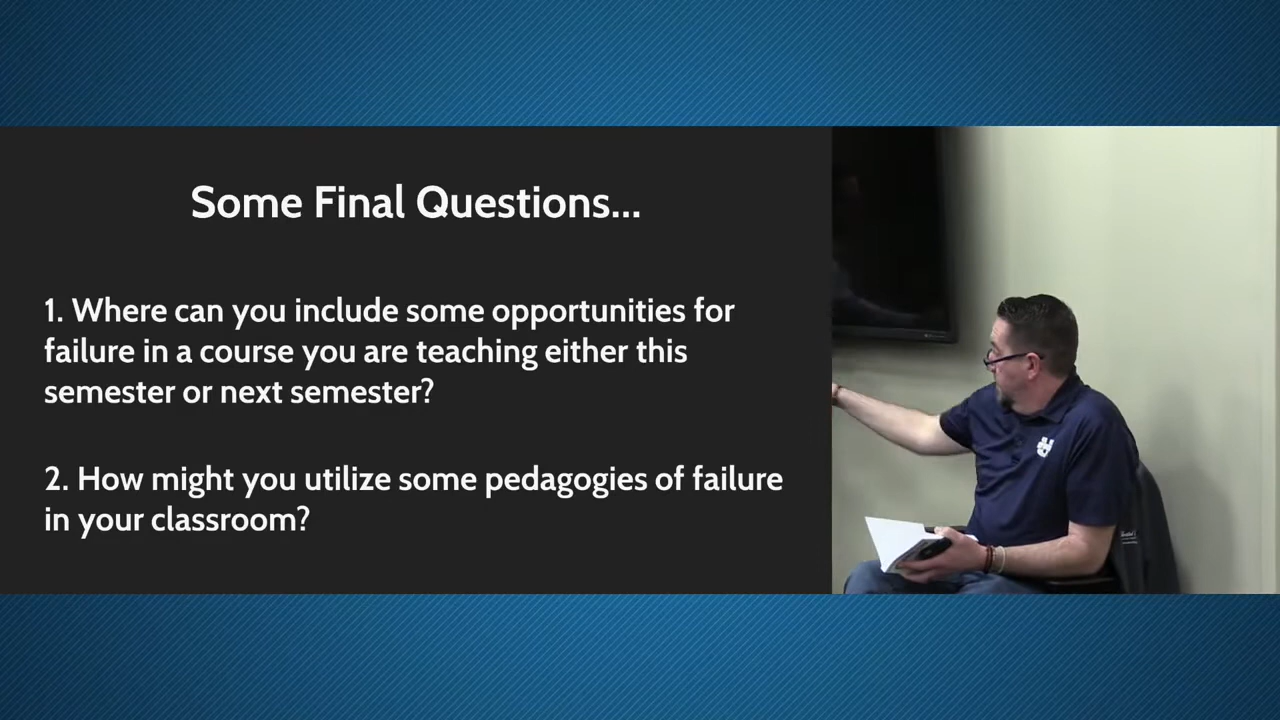 Some Final Questions...
1. Where can you include some opportunities for
failure in a course you are teaching either this
semester or next semester?
2. How might you utilize some pedagogies of failure
in your classroom?